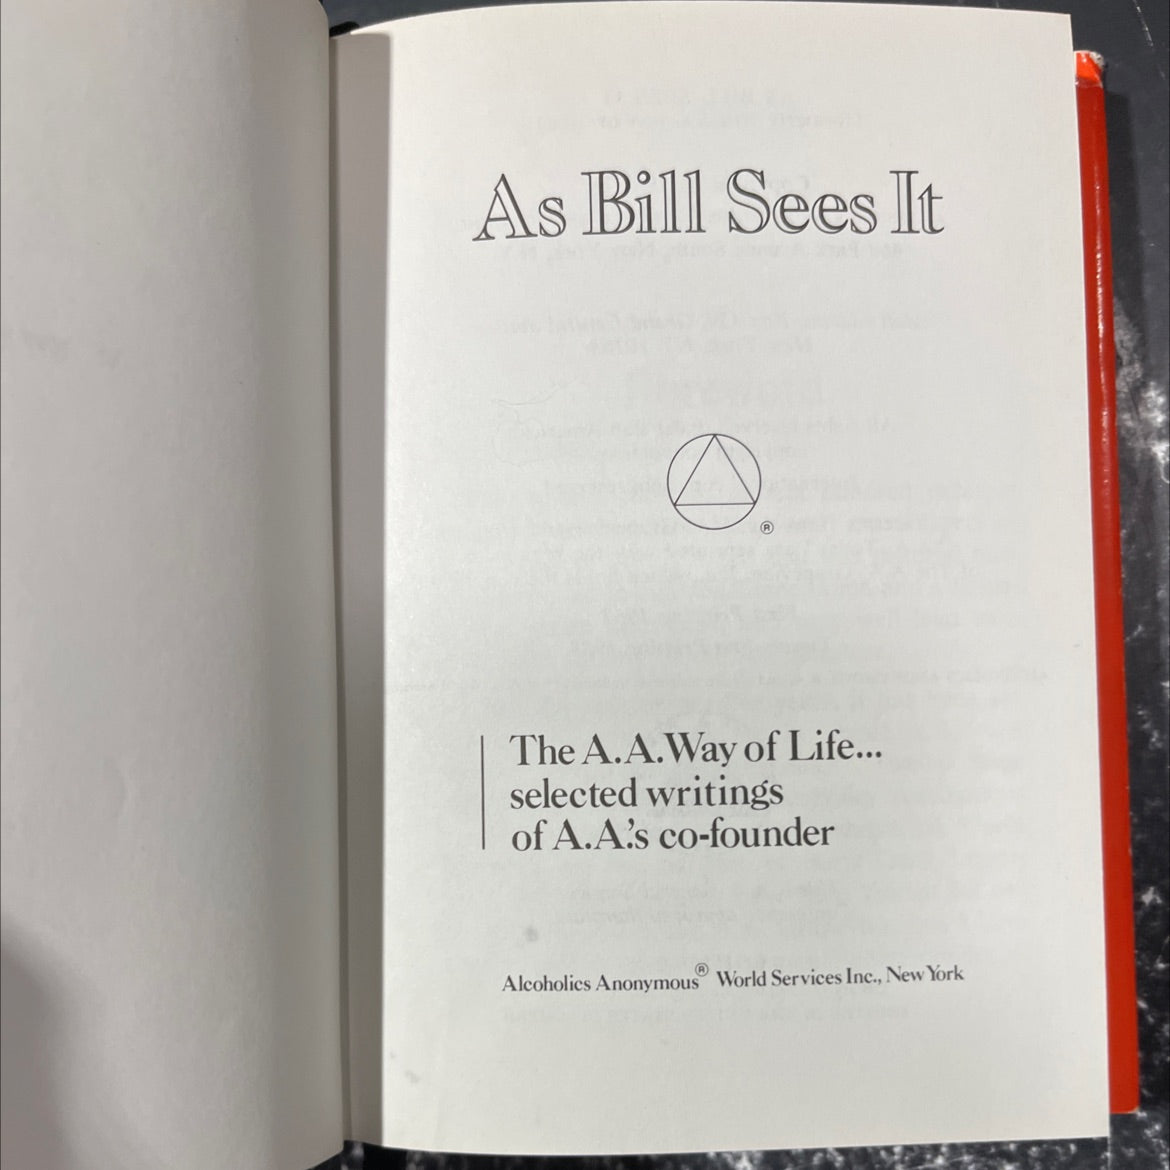 As Bill Sees It
®
The A.A. Way of Life...
selected writings
of A.A.'s co-founder
Alcoholics Anonymous® World Services Inc., New York